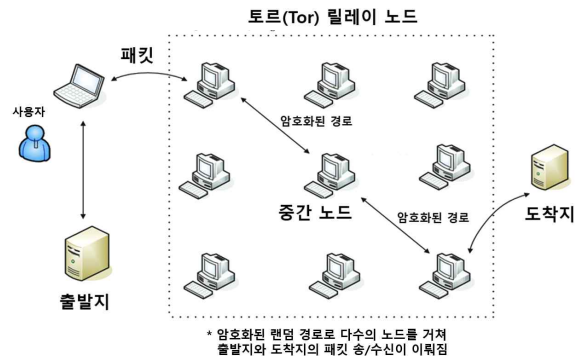 토르(Tor) 릴레이 노드
패킷
사용자
암호화된 경로
중간 노드
암호화된 경로
도착지
출발지
* 암호화된 랜덤 경로로 다수의 노드를 거쳐
출발지와 도착지의 패킷 송/수신이 이뤄짐